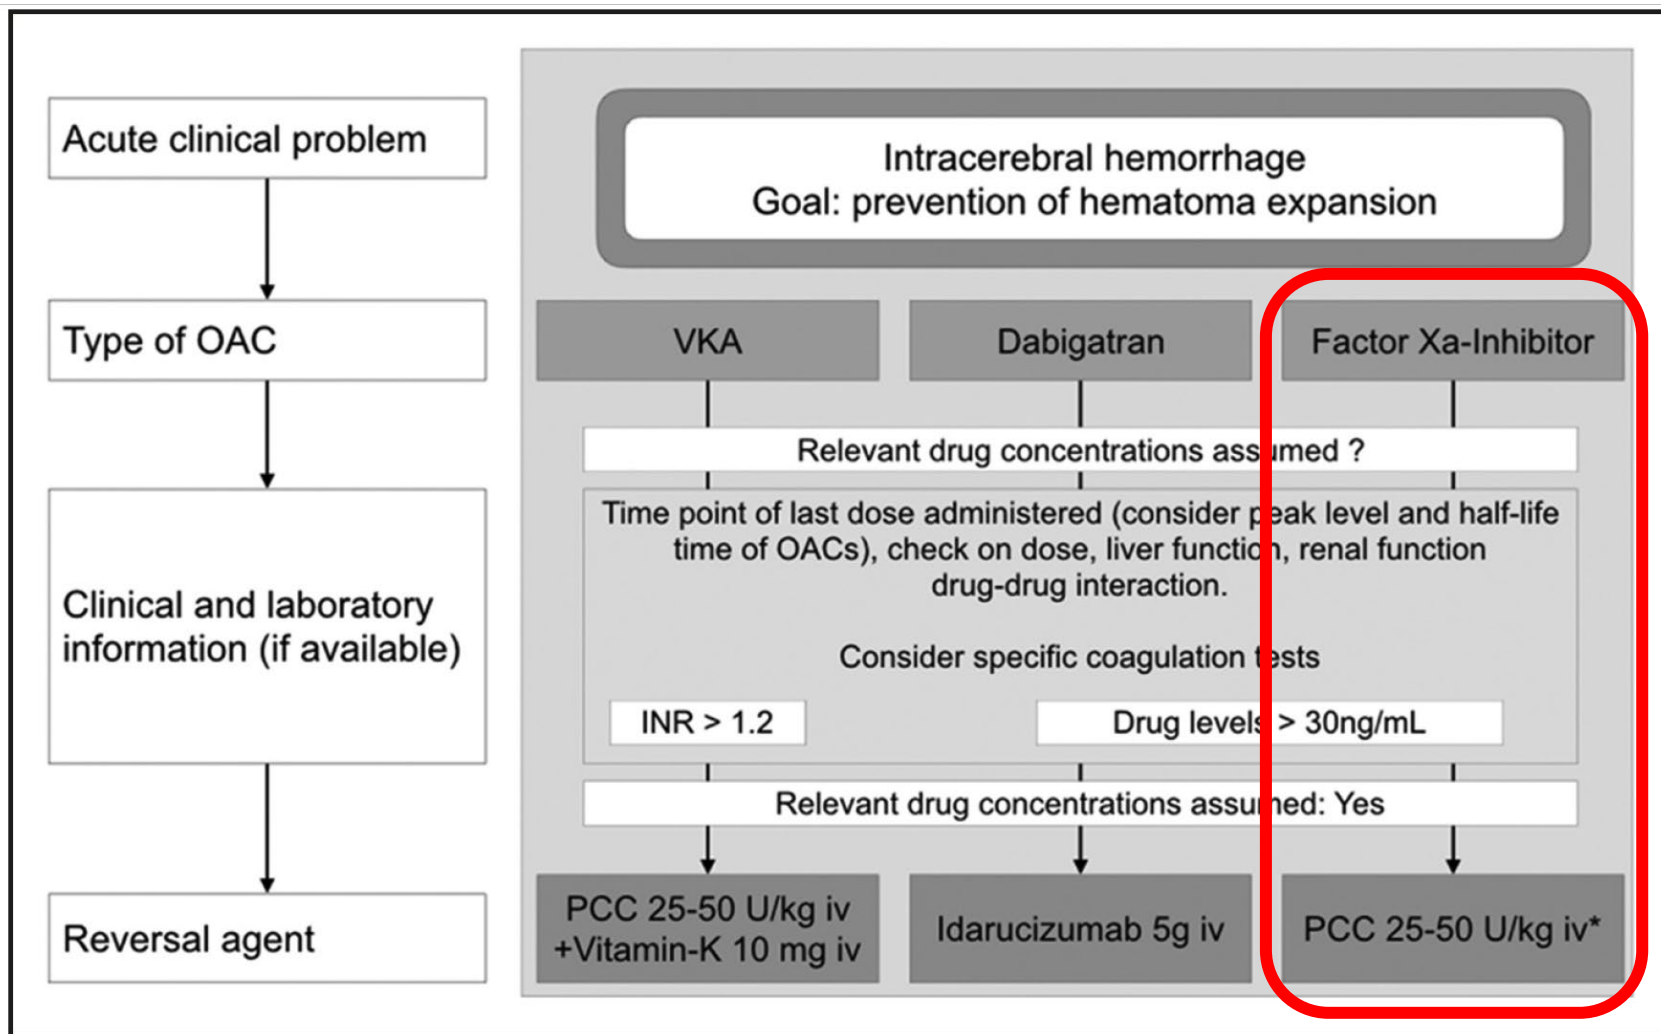 Acute clinical problem
Type of OAC
Clinical and laboratory
information (if available)
Reversal agent
Intracerebral hemorrhage
Goal: prevention of hematoma expansion
VKA
Dabigatran
Factor Xa-Inhibitor
Relevant drug concentrations assumed ?
Time point of last dose administered (consider peak level and half-life
time of OACs), check on dose, liver function, renal function
drug-drug interaction.
Consider specific coagulation tests
INR > 1.2
Drug levels > 30ng/mL
Relevant drug concentrations assumed: Yes
PCC 25-50 U/kg iv
+Vitamin-K 10 mg iv
Idarucizumab 5g iv
PCC 25-50 U/kg iv*